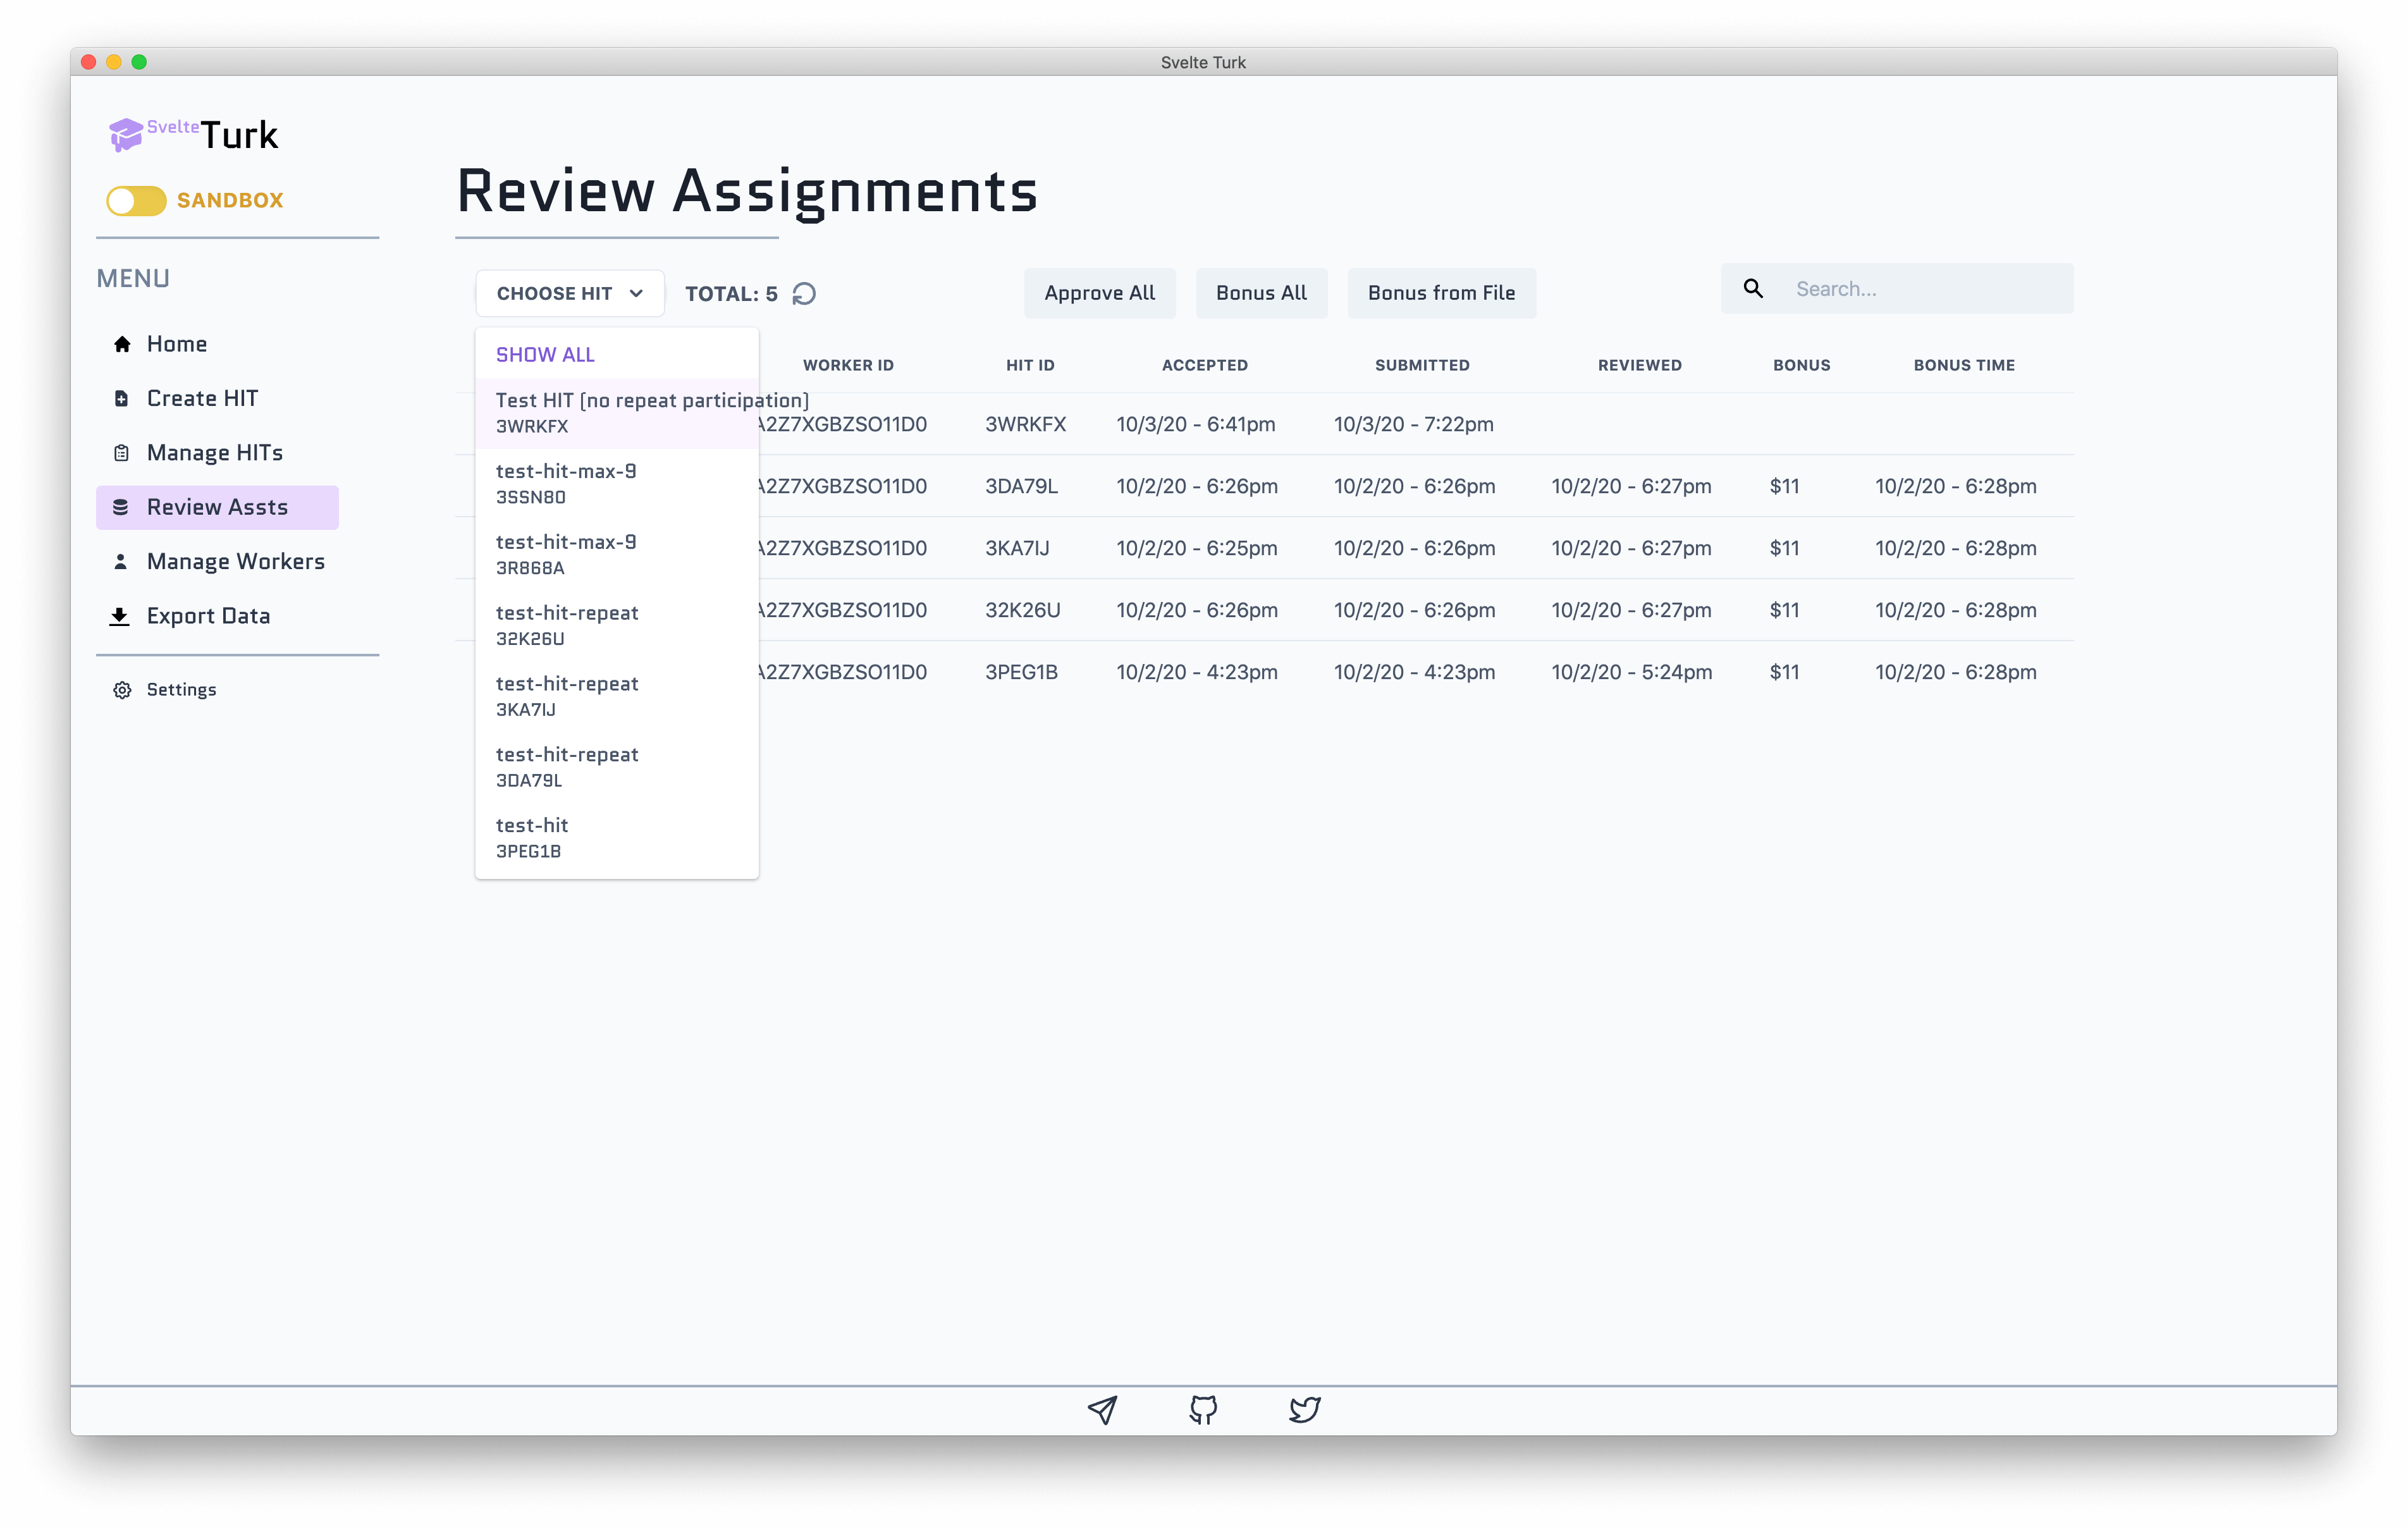 Svelte Turk
SvelteTurk
SANDBOX
MENU
Home
Create HIT
Manage HITs
Review Assts
Manage Workers
Export Data
Settings
Review Assignments
CHOOSE HIT
TOTAL: 5
Approve All
Bonus All
Bonus from File
Search...
SHOW ALL
Test HIT (no repeat participation)
3WRKFX
test-hit-max-9
3SSN80
test-hit-max-9
3R868A
test-hit-repeat
32K26U
test-hit-repeat
3KA7IJ
test-hit-repeat
3DA79L
test-hit
3PEG1B
WORKER ID HIT ID ACCEPTED SUBMITTED REVIEWED BONUS BONUS TIME
A2Z7XGBZSO11D0 3WRKFX 10/3/20 - 6:41pm 10/3/20 - 7:22pm
A2Z7XGBZSO11D0 3DA79L 10/2/20 - 6:26pm 10/2/20 - 6:26pm 10/2/20 - 6:27pm $11 10/2/20 - 6:28pm
A2Z7XGBZSO11D0 3KA7IJ 10/2/20 - 6:25pm 10/2/20 - 6:26pm 10/2/20 - 6:27pm $11 10/2/20 - 6:28pm
A2Z7XGBZSO11D0 32K26U 10/2/20 - 6:26pm 10/2/20 - 6:26pm 10/2/20 - 6:27pm $11 10/2/20 - 6:28pm
A2Z7XGBZSO11D0 3PEG1B 10/2/20 - 4:23pm 10/2/20 - 4:23pm 10/2/20 - 5:24pm $11 10/2/20 - 6:28pm